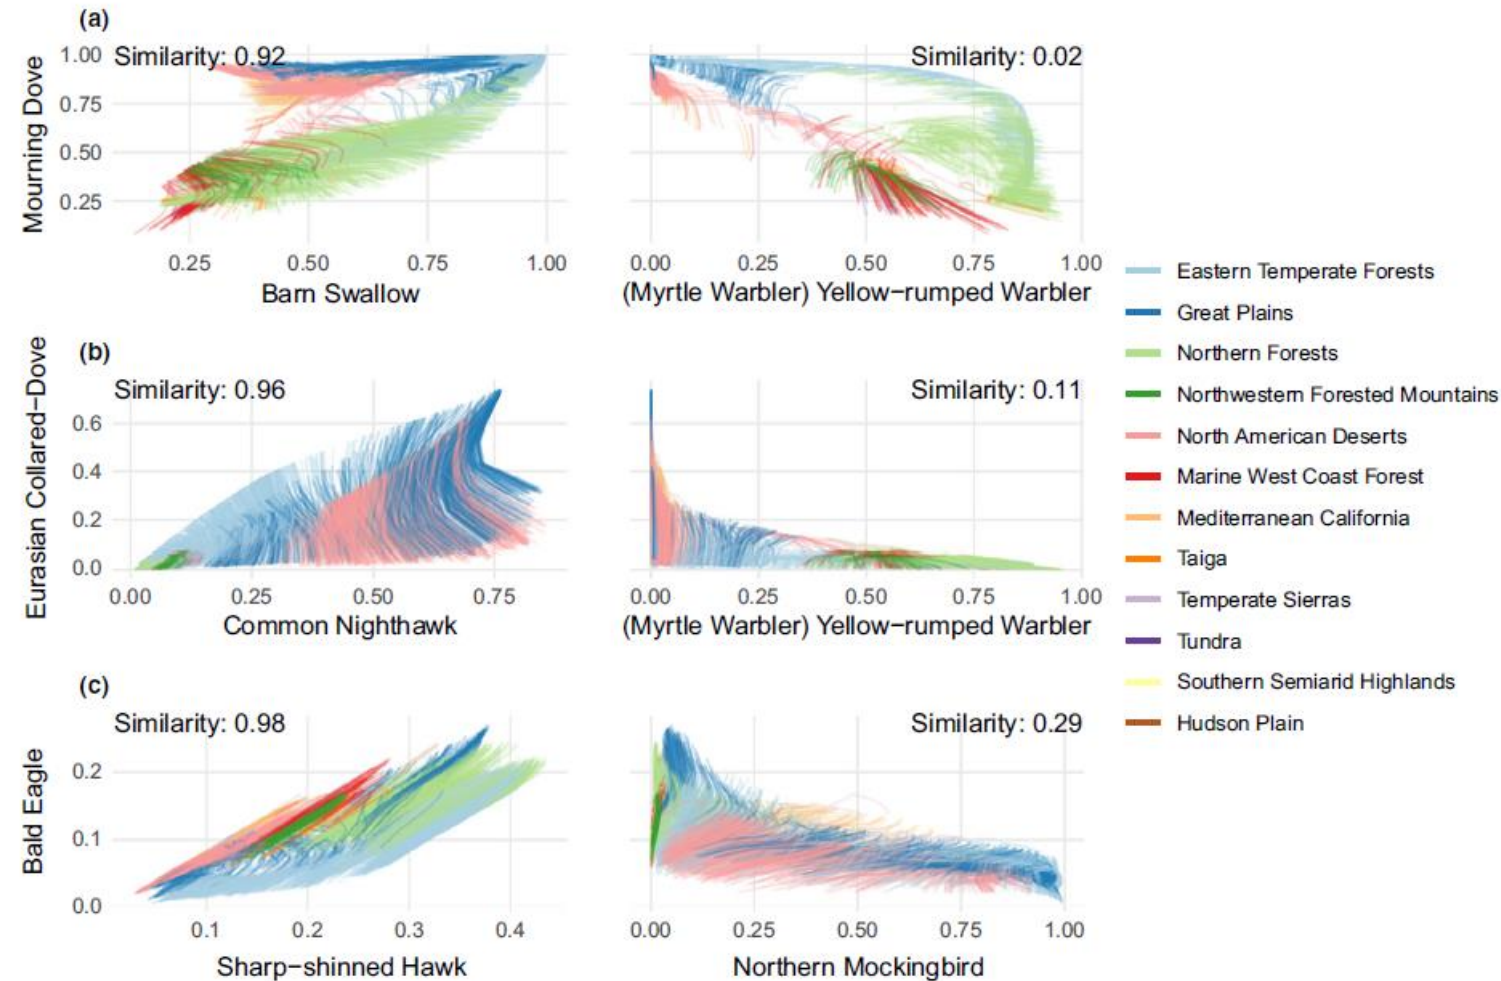 (a)
Similarity: 0.92
Similarity: 0.02
Mourning Dove
1.00
0.75
0.50
0.25
0.25 0.50 0.75 1.00
0.00 0.25 0.50 0.75 1.00
Barn Swallow
(Myrtle Warbler) Yellow−rumped Warbler
(b)
Similarity: 0.96
Similarity: 0.11
Eurasian Collared−Dove
0.6
0.4
0.2
0.0
0.00 0.25 0.50 0.75
0.00 0.25 0.50 0.75 1.00
Common Nighthawk
(Myrtle Warbler) Yellow−rumped Warbler
(c)
Similarity: 0.98
Similarity: 0.29
Bald Eagle
0.2
0.1
0.0
0.1 0.2 0.3 0.4
0.00 0.25 0.50 0.75 1.00
Sharp−shinned Hawk
Northern Mockingbird
Eastern Temperate Forests
Great Plains
Northern Forests
Northwestern Forested Mountains
North American Deserts
Marine West Coast Forest
Mediterranean California
Taiga
Temperate Sierras
Tundra
Southern Semiarid Highlands
Hudson Plain